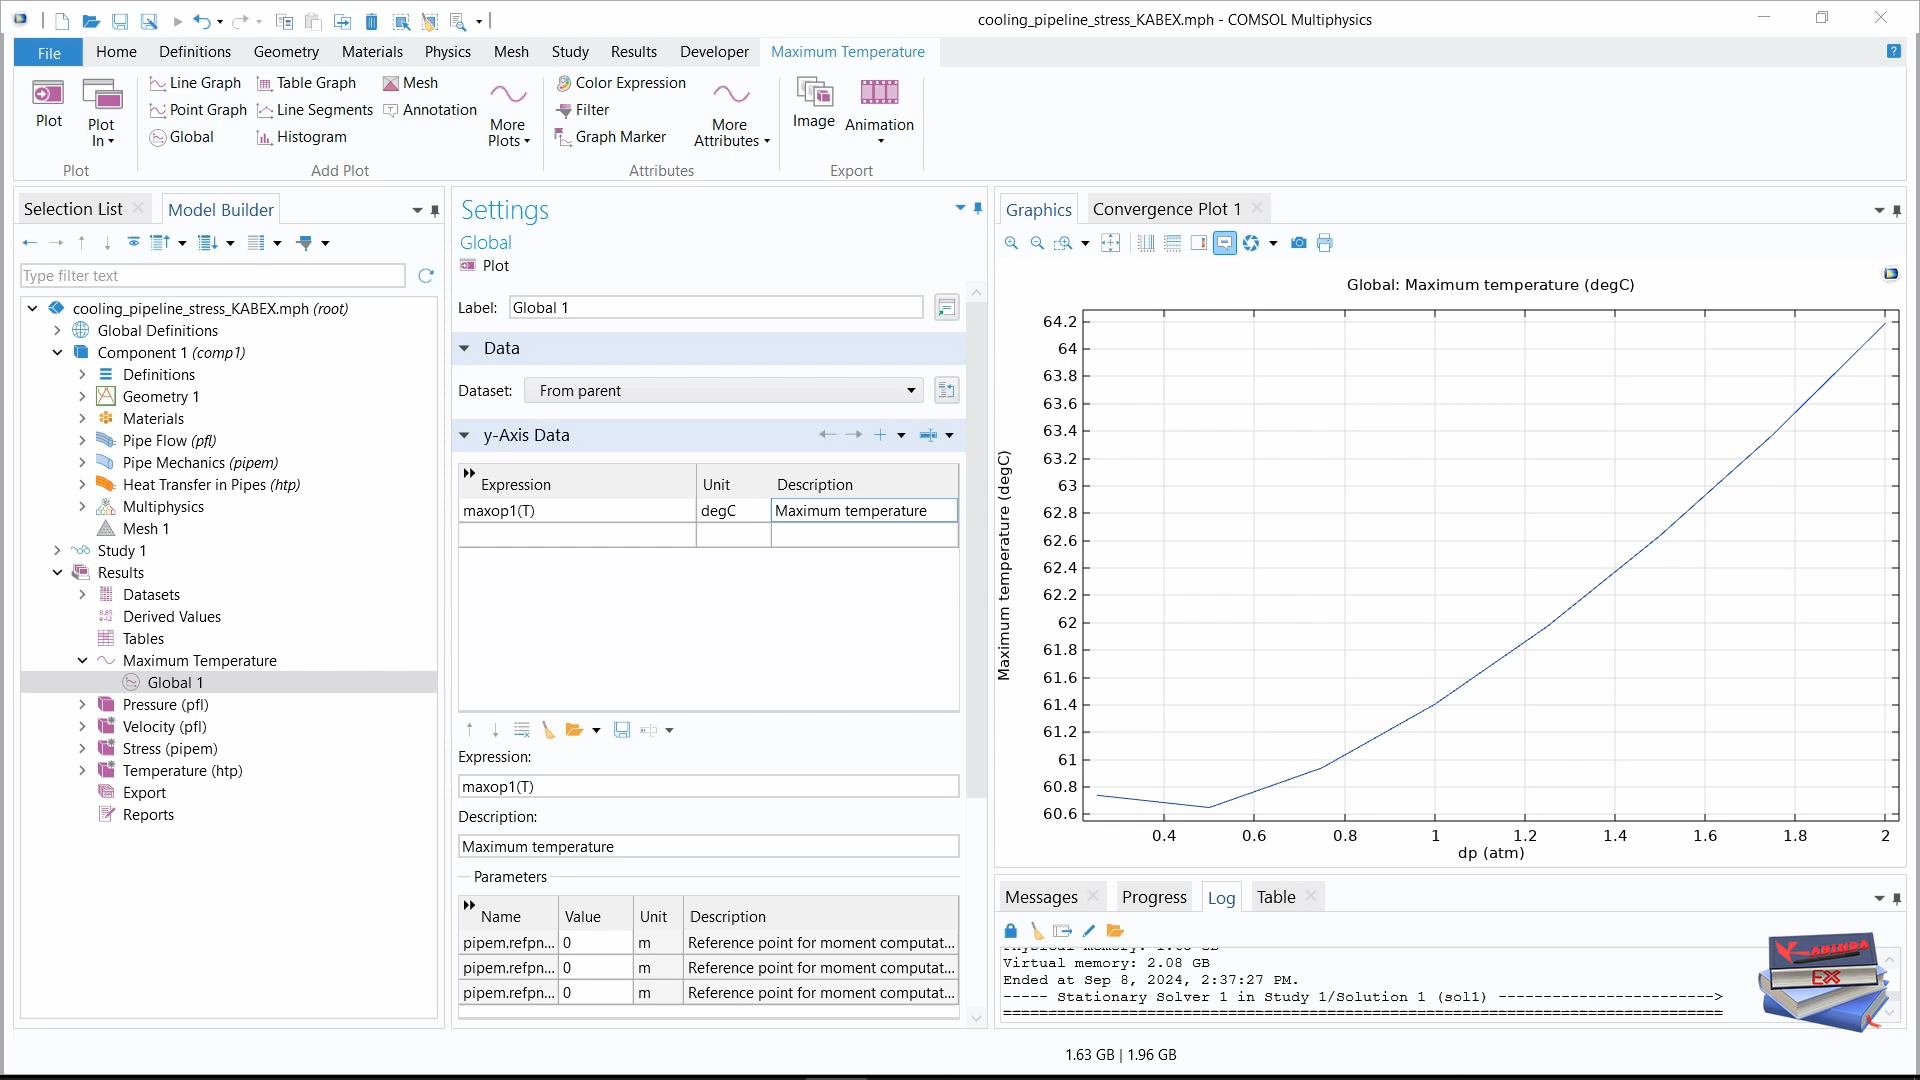 cooling_pipeline_stress_KABEX.mph - COMSOL Multiphysics
File
Home
Definitions
Geometry
Materials
Physics
Mesh
Study
Results
Developer
Maximum Temperature
Plot
Plot In
Line Graph
Table Graph
Mesh
Point Graph
Line Segments
Annotation
Global
Histogram
More Plots
Color Expression
Filter
Graph Marker
More Attributes
Image
Animation
Plot
Add Plot
Attributes
Export
Selection List
Model Builder
Type filter text
cooling_pipeline_stress_KABEX.mph (root)
Global Definitions
Component 1 (comp1)
Definitions
Geometry 1
Materials
Pipe Flow (pfl)
Pipe Mechanics (pipem)
Heat Transfer in Pipes (htp)
Multiphysics
Mesh 1
Study 1
Results
Datasets
Derived Values
Tables
Maximum Temperature
Global 1
Pressure (pfl)
Velocity (pfl)
Stress (pipem)
Temperature (htp)
Export
Reports
Settings
Global
Plot
Label: Global 1
Data
Dataset: From parent
y-Axis Data
Expression Unit Description
maxop1(T) degC Maximum temperature
Expression:
maxop1(T)
Description:
Maximum temperature
Parameters
Name Value Unit Description
pipem.refpn... 0 m Reference point for moment computat...
pipem.refpn... 0 m Reference point for moment computat...
pipem.refpn... 0 m Reference point for moment computat...
Graphics
Convergence Plot 1
Global: Maximum temperature (degC)
Maximum temperature (degC)
64.2
64
63.8
63.6
63.4
63.2
63
62.8
62.6
62.4
62.2
62
61.8
61.6
61.4
61.2
61
60.8
60.6
0.4 0.6 0.8 1 1.2 1.4 1.6 1.8 2
dp (atm)
Messages
Progress
Log
Table
Virtual memory: 2.08 GB
Ended at Sep 8, 2024, 2:37:27 PM.
----- Stationary Solver 1 in Study 1/Solution 1 (sol1) ------------------------>
KABINDA
EX
1.63 GB | 1.96 GB